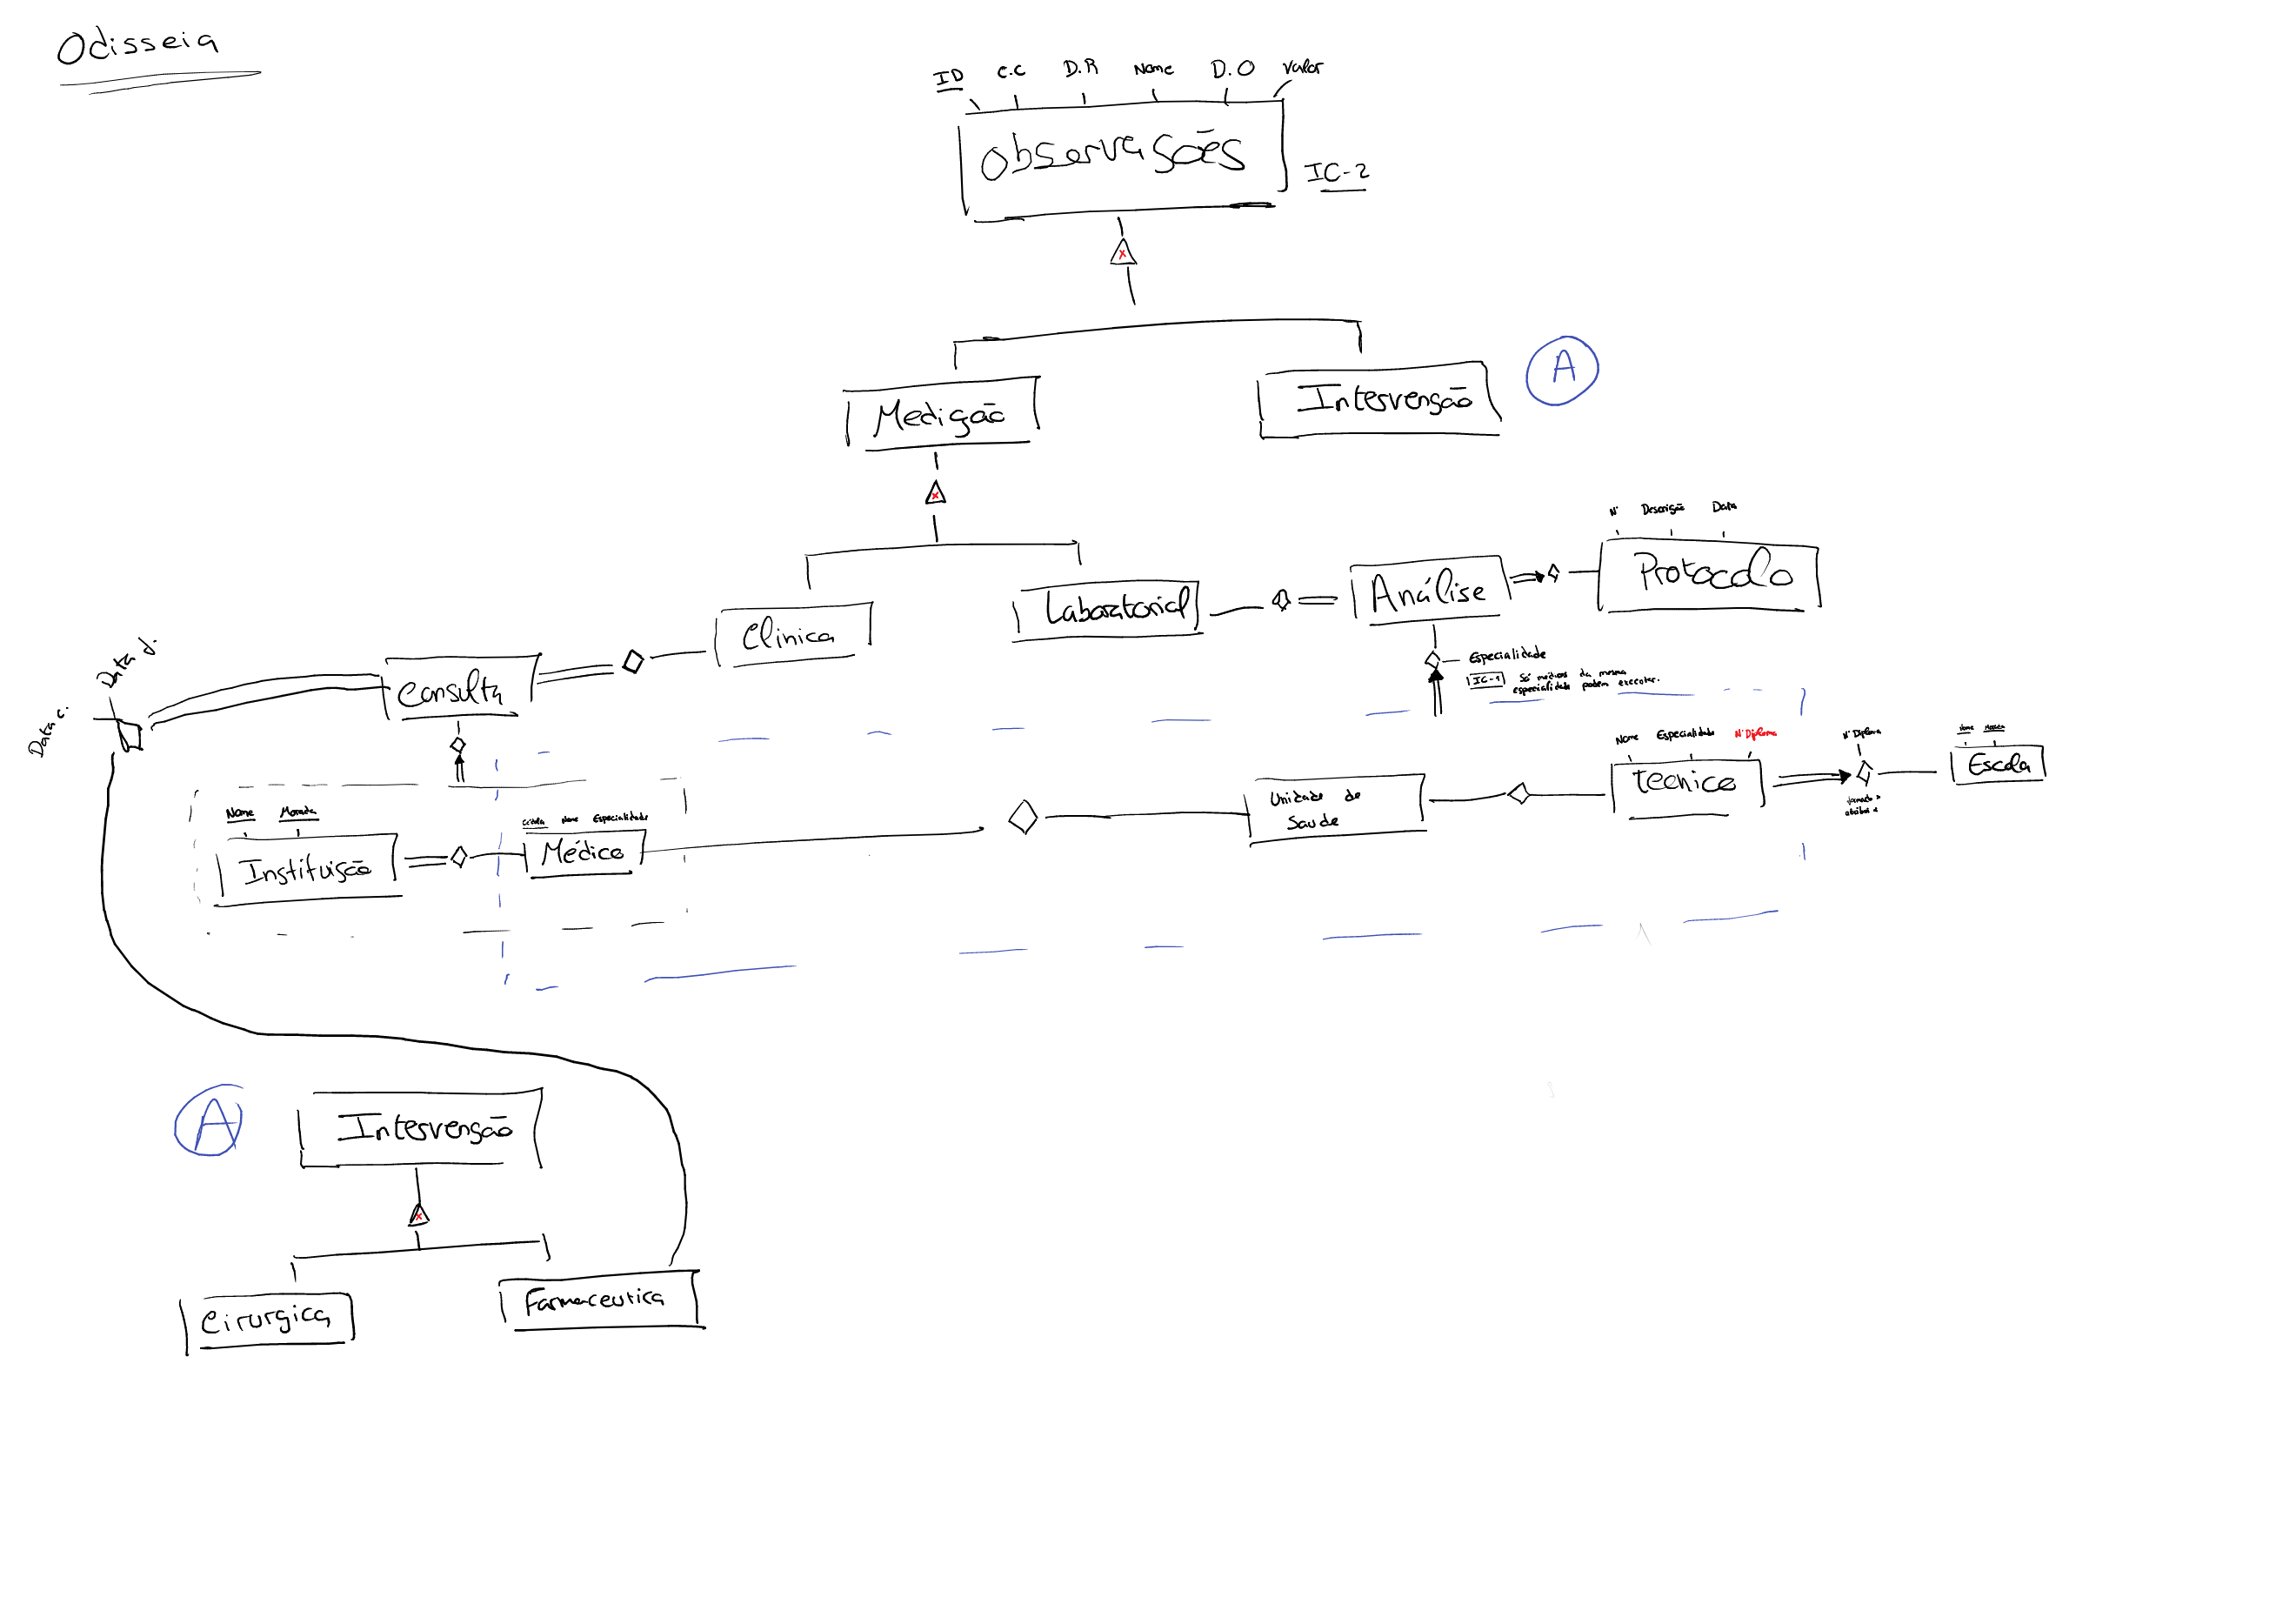 Odisseia
ID C.C D.R Nome D.O Valor
Observações
IC-2
x
Medição
Intervenção
A
x
Nº Descrição Data
Protocolo
Análise
Laboratorial
Clinica
Especialidade
IC-1 Só médicos da mesma
especialidade podem executar.
Consulta
Data d.
Data c.
Nome Especialidade Nº Diploma
Tecnico
Nº Diploma
Nome Morada
Escola
Unidade de
Saude
Nome Morada
Instituição
Cédula Nome Especialidade
Médico
A
Intervenção
x
Cirurgica
Farmaceutica